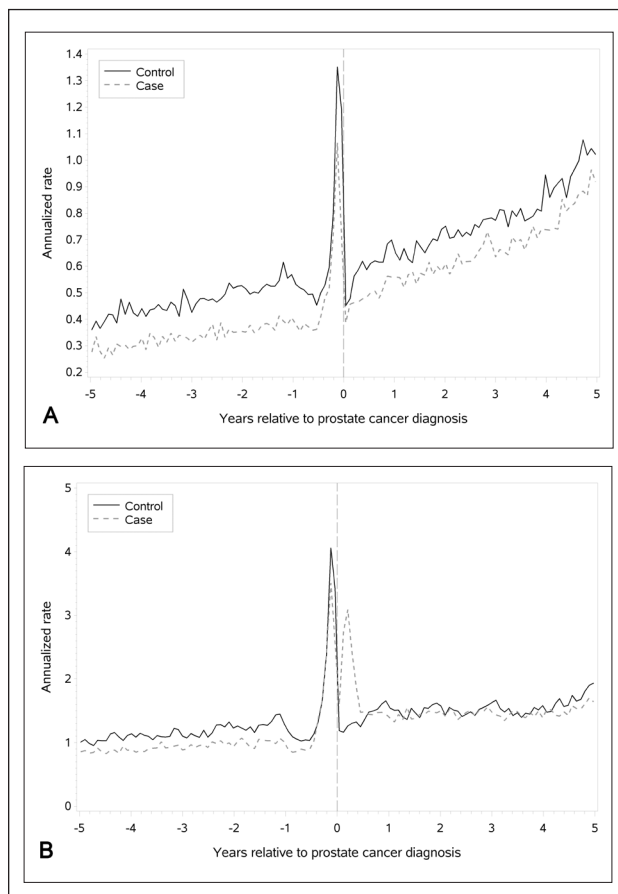 1.4
1.3
1.2
1.1
1.0
0.9
0.8
0.7
0.6
0.5
0.4
0.3
0.2
Annualized rate
Control
Case
-5 -4 -3 -2 -1 0 1 2 3 4 5
A
Years relative to prostate cancer diagnosis
5
4
3
2
1
0
Annualized rate
Control
Case
-5 -4 -3 -2 -1 0 1 2 3 4 5
B
Years relative to prostate cancer diagnosis